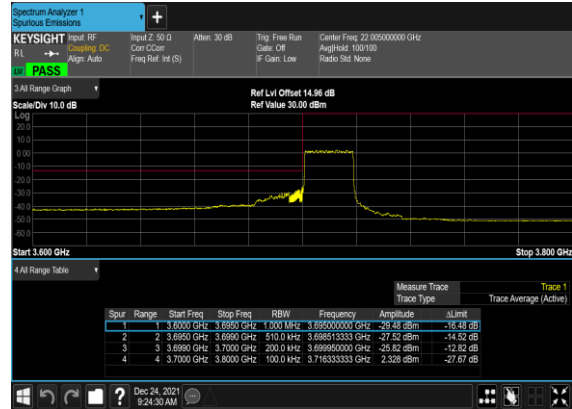 Spectrum Analyzer 1
Spurious Emissions
+
KEYSIGHT Input: RF Input Z: 50 Ω Atten: 30 dB Trig: Free Run Center Freq: 22.005000000 GHz
RL Coupling: DC Corr CCorr Gate: Off Avg|Hold: 100/100
Align: Auto Freq Ref: Int (S) IF Gain: Low Radio Std: None
LM PASS
3 All Range Graph
Ref Lvl Offset 14.96 dB
Scale/Div 10.0 dB Ref Value 30.00 dBm
Log
20.0
10.0
0.00
-10.0
-20.0
-30.0
-40.0
-50.0
-60.0
Start 3.600 GHz Stop 3.800 GHz
4 All Range Table
Measure Trace Trace 1
Trace Type Trace Average (Active)
Spur Range Start Freq Stop Freq RBW Frequency Amplitude ΔLimit
1 1 3.6000 GHz 3.6950 GHz 1.000 MHz 3.695000000 GHz -29.48 dBm -16.48 dB
2 2 3.6950 GHz 3.6990 GHz 510.0 kHz 3.698513333 GHz -27.52 dBm -14.52 dB
3 3 3.6990 GHz 3.7000 GHz 200.0 kHz 3.699950000 GHz -25.82 dBm -12.82 dB
4 4 3.7000 GHz 3.8000 GHz 100.0 kHz 3.716333333 GHz 2.328 dBm -27.67 dB
? Dec 24, 2021
9:24:30 AM